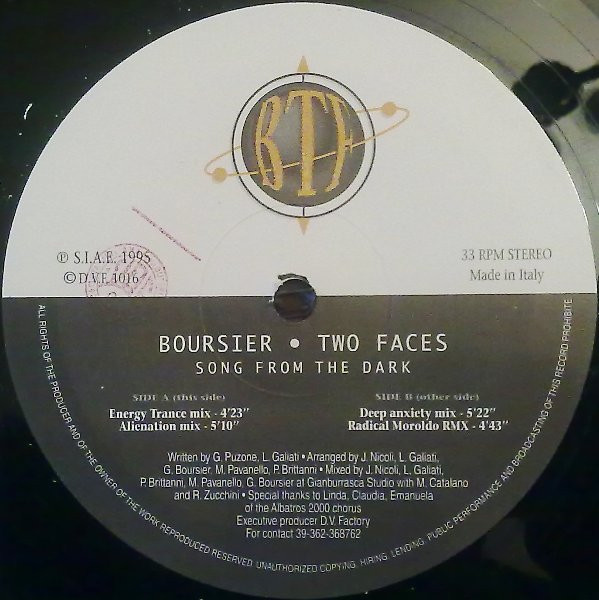 BTF
℗ S.I.A.E. 1995
© D.V.F. 1016
33 RPM STEREO
Made in Italy
BOURSIER • TWO FACES
SONG FROM THE DARK
SIDE A (this side)
Energy Trance mix - 4'23"
Alienation mix - 5'10"
SIDE B (other side)
Deep anxiety mix - 5'22"
Radical Moroldo RMX - 4'43"
Written by G. Puzone, L. Galiati • Arranged by J. Nicoli, L. Galiati,
G. Boursier, M. Pavanello, P. Brittanni • Mixed by J. Nicoli, L, Galiati,
P. Brittanni, M. Pavanello, G. Boursier at Gianburrasca Studio with M. Catalano
and R. Zucchini • Special thanks to Linda, Claudia, Emanuela
of the Albatros 2000 chorus
Executive producer D.V. Factory
For contact 39-362-368762
ALL RIGHTS OF THE PRODUCER AND OF THE OWNER OF THE WORK REPRODUCED RESERVED. UNAUTHORIZED COPYING, HIRING, LENDING, PUBLIC PERFORMANCE AND BROADCASTING OF THIS RECORD PROHIBITE